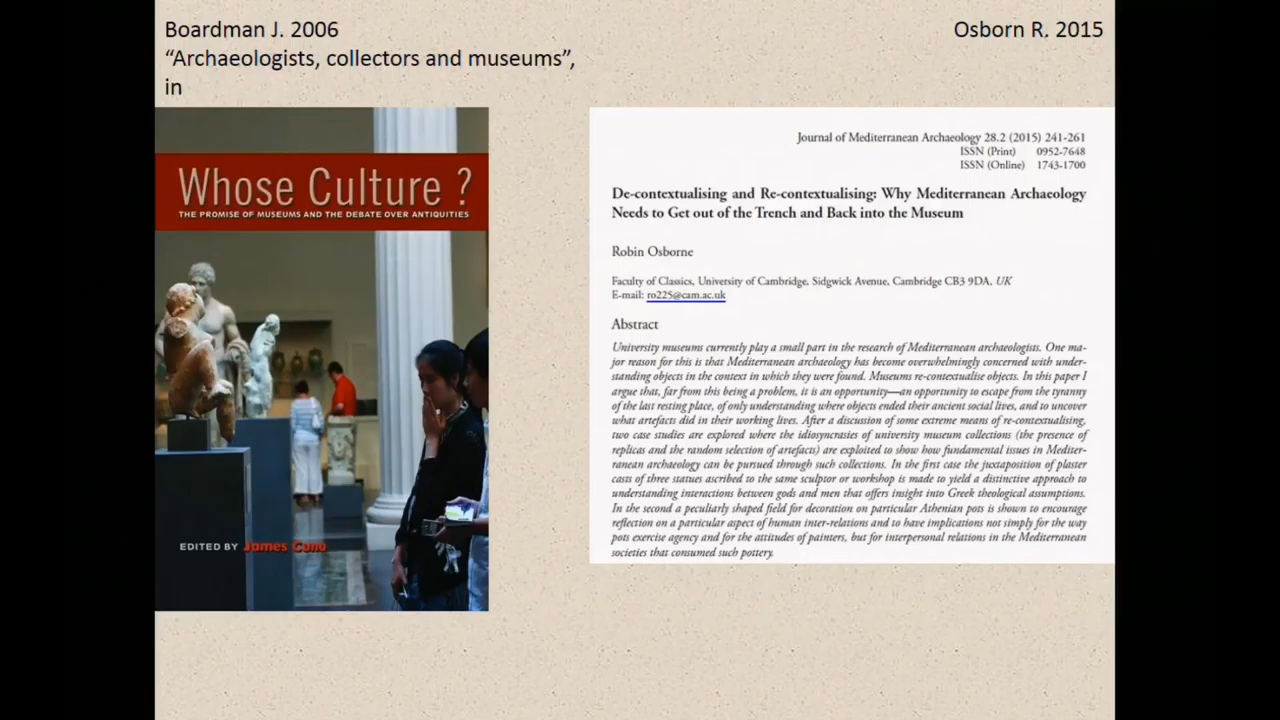 Boardman J. 2006
“Archaeologists, collectors and museums”,
in
Osborn R. 2015
Whose Culture ?
THE PROMISE OF MUSEUMS AND THE DEBATE OVER ANTIQUITIES
EDITED BY James Cuno
Journal of Mediterranean Archaeology 28.2 (2015) 241-261
ISSN (Print) 0952-7648
ISSN (Online) 1743-1700
De-contextualising and Re-contextualising: Why Mediterranean Archaeology
Needs to Get out of the Trench and Back into the Museum
Robin Osborne
Faculty of Classics, University of Cambridge, Sidgwick Avenue, Cambridge CB3 9DA, UK
E-mail: ro225@cam.ac.uk
Abstract
University museums currently play a small part in the research of Mediterranean archaeologists. One ma-
jor reason for this is that Mediterranean archaeology has become overwhelmingly concerned with under-
standing objects in the context in which they were found. Museums re-contextualise objects. In this paper I
argue that, far from this being a problem, it is an opportunity—an opportunity to escape from the tyranny
of the last resting place, of only understanding where objects ended their ancient social lives, and to uncover
what artefacts did in their working lives. After a discussion of some extreme means of re-contextualising,
two case studies are explored where the idiosyncrasies of university museum collections (the presence of
replicas and the random selection of artefacts) are exploited to show how fundamental issues in Mediter-
ranean archaeology can be pursued through such collections. In the first case the juxtaposition of plaster
casts of three statues ascribed to the same sculptor or workshop is made to yield a distinctive approach to
understanding interactions between gods and men that offers insight into Greek theological assumptions.
In the second a peculiarly shaped field for decoration on particular Athenian pots is shown to encourage
reflection on a particular aspect of human inter-relations and to have implications not simply for the way
pots exercise agency and for the attitudes of painters, but for interpersonal relations in the Mediterranean
societies that consumed such pottery.